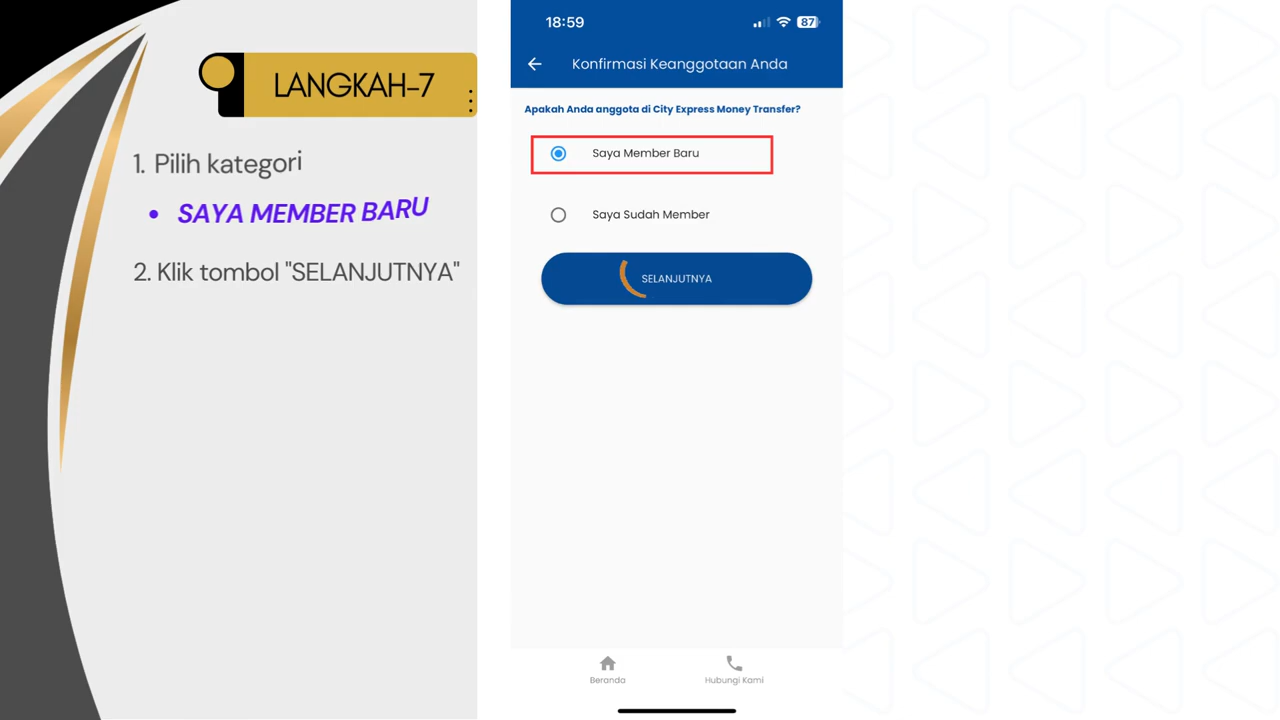 LANGKAH-7
1. Pilih kategori
• SAYA MEMBER BARU
2. Klik tombol "SELANJUTNYA"
18:59
87
Konfirmasi Keanggotaan Anda
Apakah Anda anggota di City Express Money Transfer?
Saya Member Baru
Saya Sudah Member
SELANJUTNYA
Beranda
Hubungi Kami